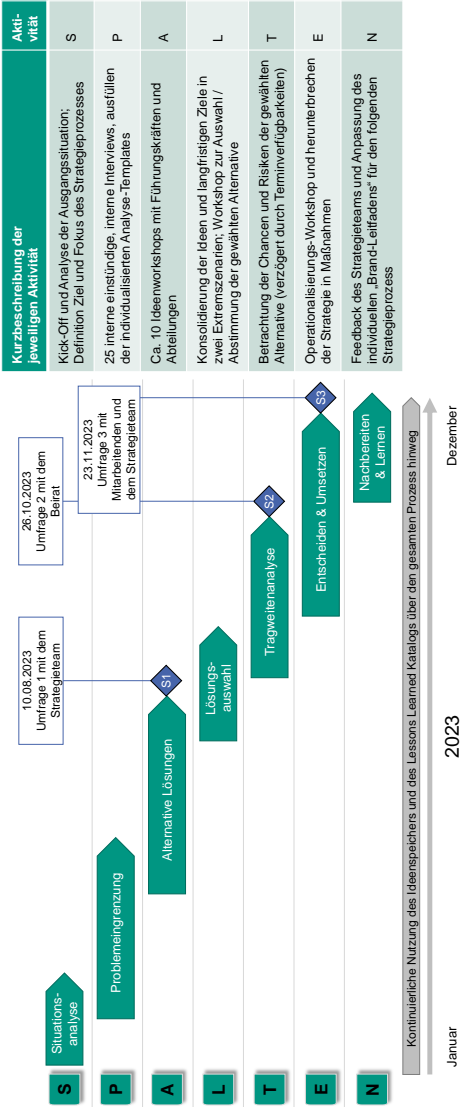 10.08.2023
Umfrage 1 mit dem
Strategieteam
26.10.2023
Umfrage 2 mit dem
Beirat
23.11.2023
Umfrage 3 mit
Mitarbeitenden und
dem Strategieteam
Kurzbeschreibung der
jeweiligen Aktivität
Akti-
vität
S
Situations-
analyse
Kick-Off und Analyse der Ausgangssituation;
Definition Ziel und Fokus des Strategieprozesses
S
P
Problemeingrenzung
25 interne einstündige, interne Interviews, ausfüllen
der individualisierten Analyse-Templates
P
A
Alternative Lösungen
S1
Ca. 10 Ideenworkshops mit Führungskräften und
Abteilungen
A
L
Lösungs-
auswahl
Konsolidierung der Ideen und langfristigen Ziele in
zwei Extremszenarien; Workshop zur Auswahl /
Abstimmung der gewählten Alternative
L
T
Tragweitenanalyse
S2
Betrachtung der Chancen und Risiken der gewählten
Alternative (verzögert durch Terminverfügbarkeiten)
T
E
Entscheiden & Umsetzen
S3
Operationalisierungs-Workshop und herunterbrechen
der Strategie in Maßnahmen
E
N
Nachbereiten
& Lernen
Feedback des Strategieteams und Anpassung des
individuellen „Brand-Leitfadens“ für den folgenden
Strategieprozess
N
Kontinuierliche Nutzung des Ideenspeichers und des Lessons Learned Katalogs über den gesamten Prozess hinweg
Januar
2023
Dezember